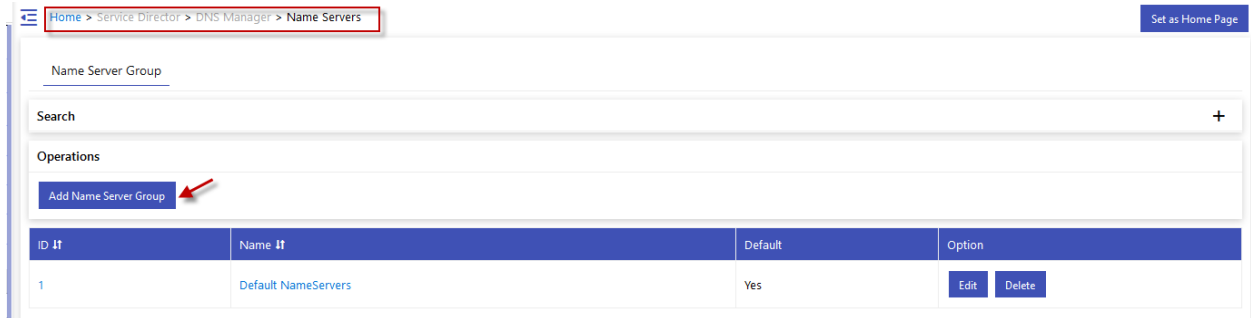 Home > Service Director > DNS Manager > Name Servers
Set as Home Page
Name Server Group
Search
+
Operations
Add Name Server Group
ID Name Default Option
1 Default NameServers Yes Edit Delete